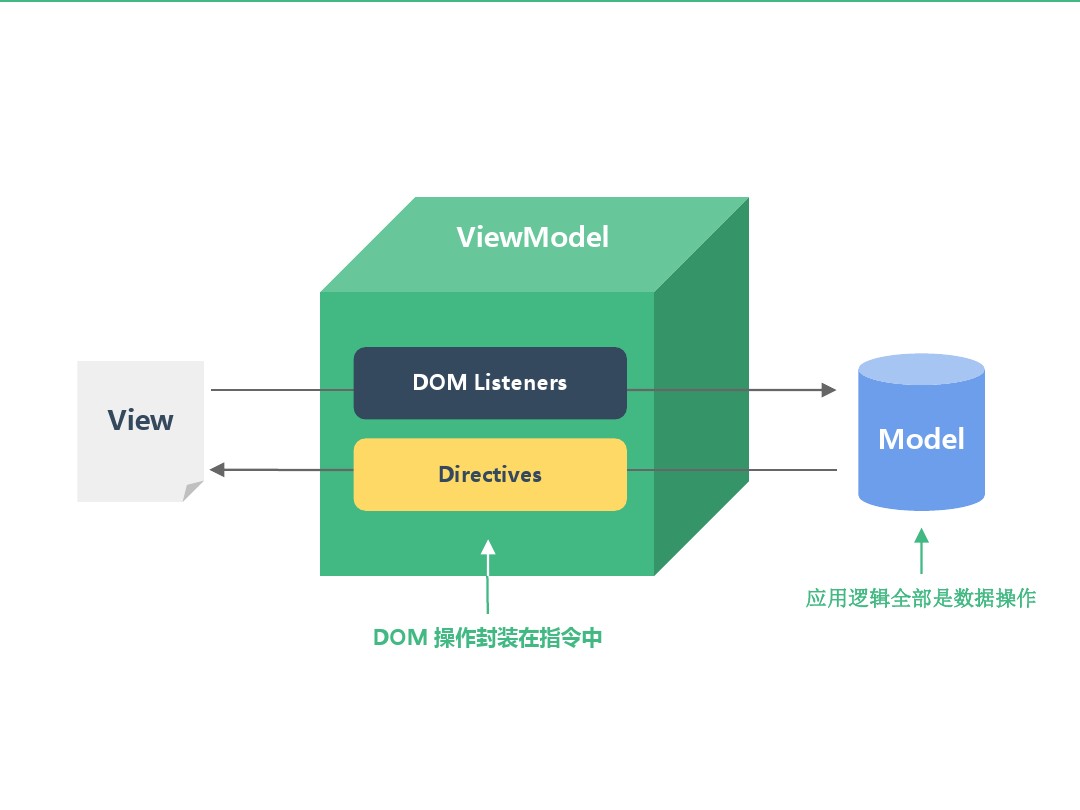 ViewModel
DOM Listeners
View
Directives
Model
DOM 操作封装在指令中
应用逻辑全部是数据操作